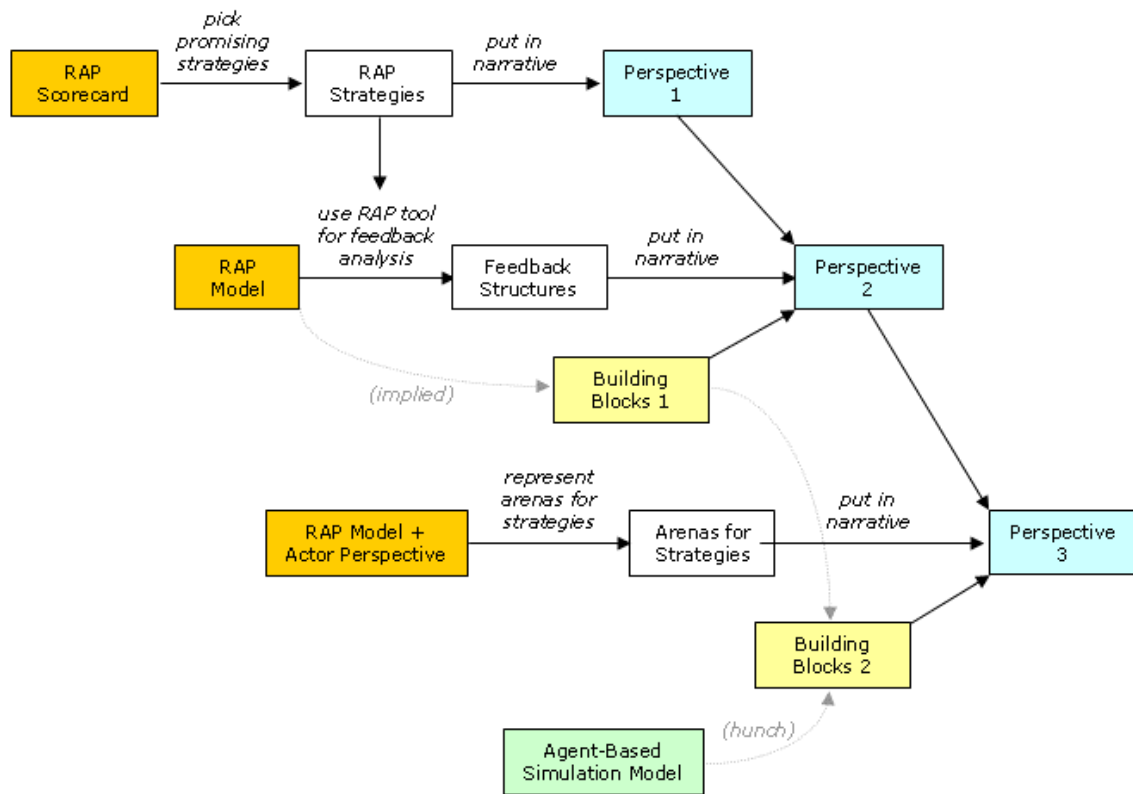 pick
promising
strategies
put in
narrative
RAP
Scorecard
RAP
Strategies
Perspective
1
use RAP tool
for feedback
analysis
put in
narrative
RAP
Model
Feedback
Structures
Perspective
2
(implied)
Building
Blocks 1
represent
arenas for
strategies
put in
narrative
RAP Model +
Actor Perspective
Arenas for
Strategies
Perspective
3
Building
Blocks 2
(hunch)
Agent-Based
Simulation Model